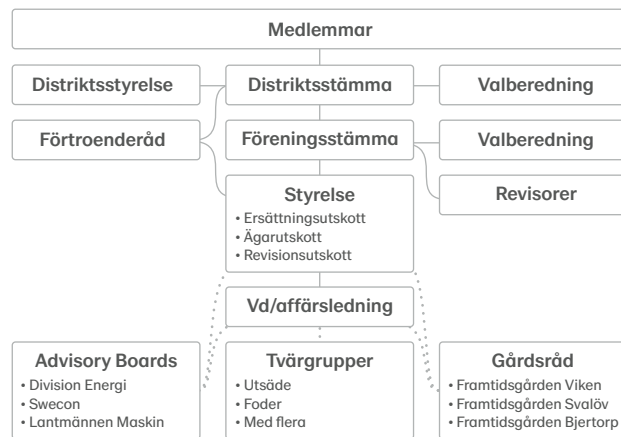 Medlemmar
Distriktsstyrelse
Distriktsstämma
Valberedning
Förtroenderåd
Föreningsstämma
Valberedning
Styrelse
• Ersättningsutskott
• Ägarutskott
• Revisionsutskott
Revisorer
Vd/affärsledning
Advisory Boards
• Division Energi
• Swecon
• Lantmännen Maskin
Tvärgrupper
• Utsäde
• Foder
• Med flera
Gårdsråd
• Framtidsgården Viken
• Framtidsgården Svalöv
• Framtidsgården Bjertorp